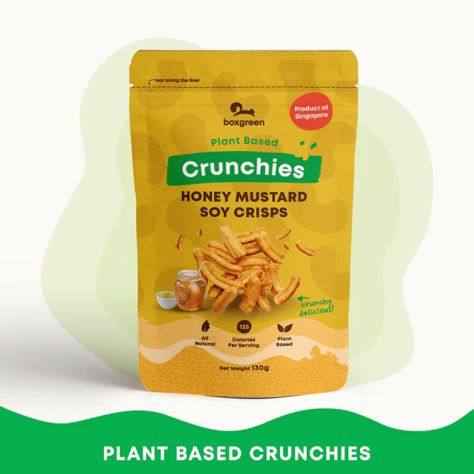 tear along the line!
boxgreen
Product of
Singapore
Plant Based
Crunchies
HONEY MUSTARD
SOY CRISPS
crunchy
delicious!
All
Natural
125
Calories
Per Serving
Plant
Based
Net Weight 130g
PLANT BASED CRUNCHIES